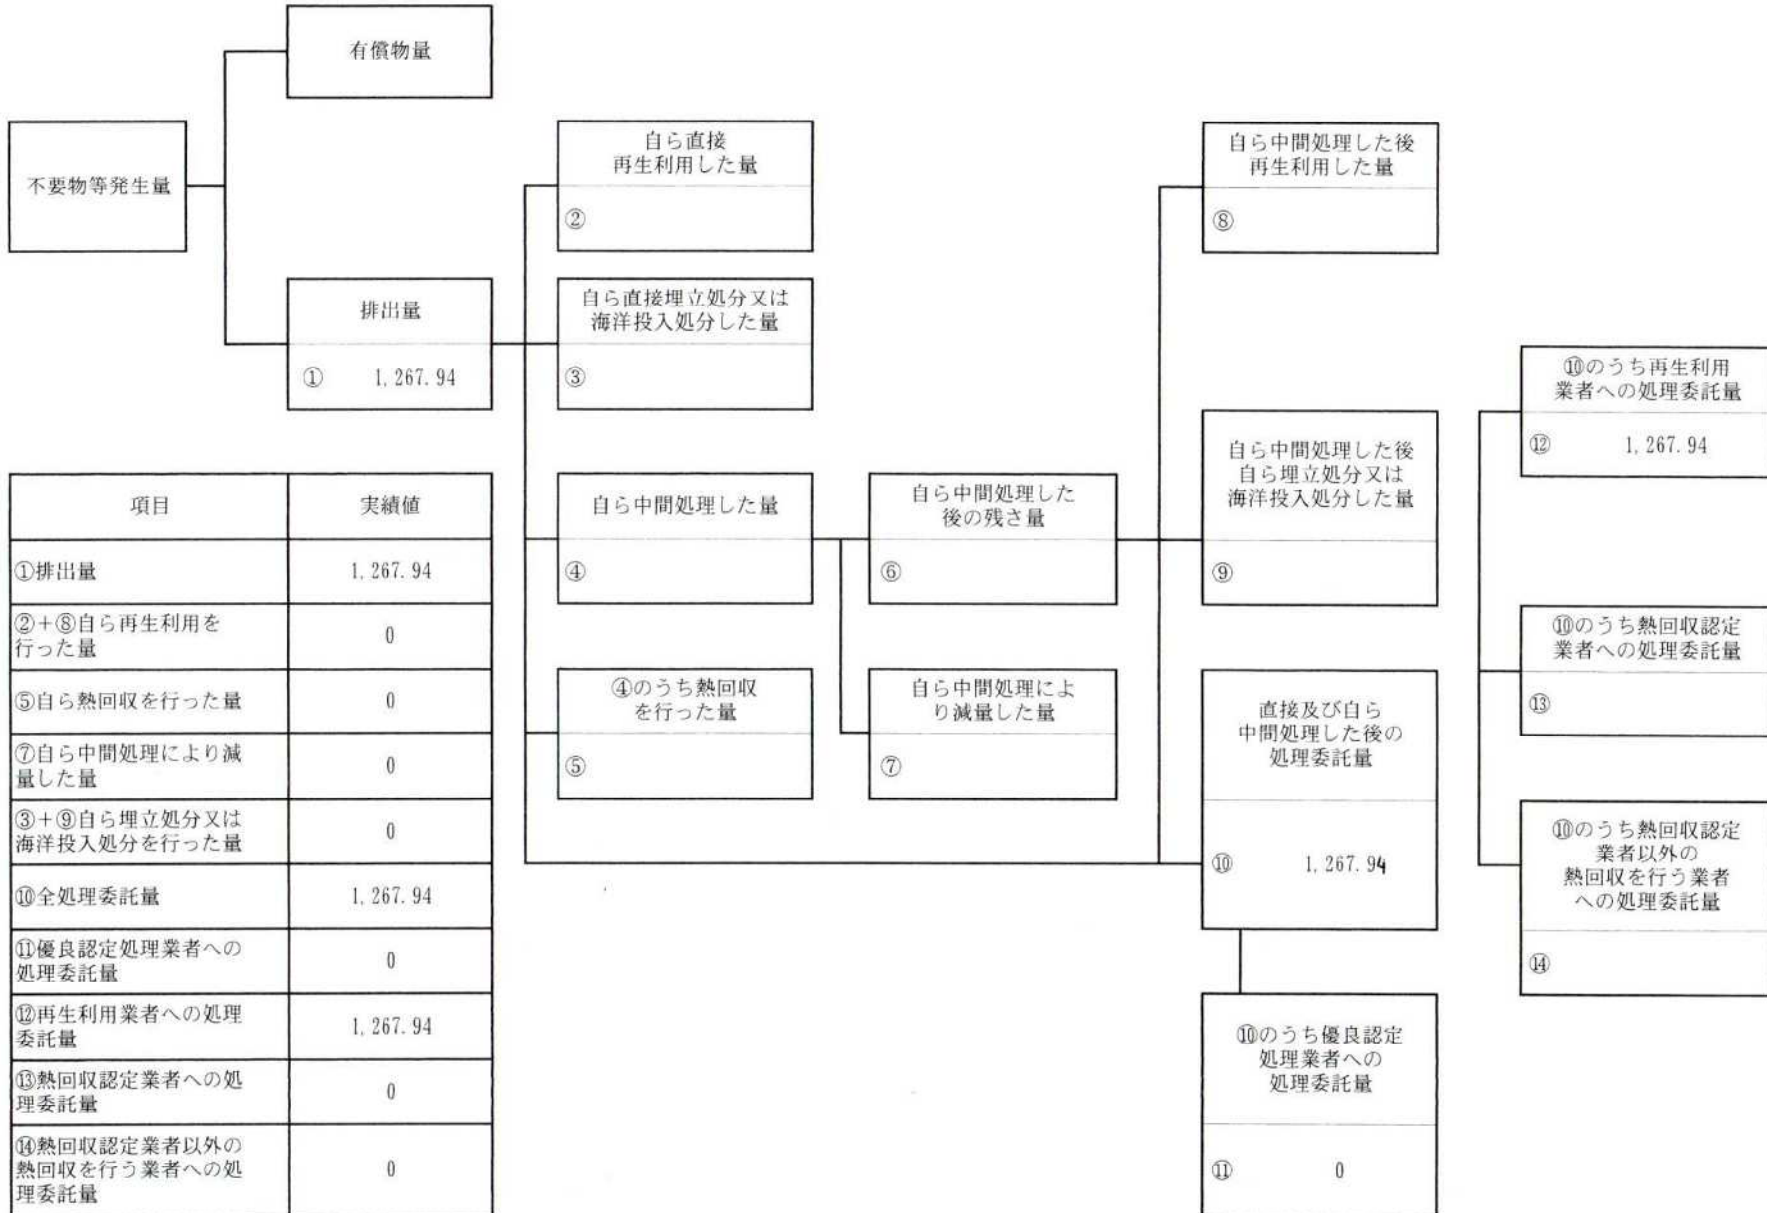 有償物量
不要物等発生量
排出量
① 1,267.94
自ら直接
再生利用した量
②
自ら直接埋立処分又は
海洋投入処分した量
③
自ら中間処理した量
④
④のうち熱回収
を行った量
⑤
自ら中間処理した
後の残さ量
⑥
自ら中間処理によ
り減量した量
⑦
自ら中間処理した後
再生利用した量
⑧
自ら中間処理した後
自ら埋立処分又は
海洋投入処分した量
⑨
直接及び自ら
中間処理した後の
処理委託量
⑩ 1,267.94
⑩のうち優良認定
処理業者への
処理委託量
⑪ 0
⑩のうち再生利用
業者への処理委託量
⑫ 1,267.94
⑩のうち熱回収認定
業者への処理委託量
⑬
⑩のうち熱回収認定
業者以外の
熱回収を行う業者
への処理委託量
⑭
項目 実績値
①排出量 1,267.94
②+⑧自ら再生利用を
行った量 0
⑤自ら熱回収を行った量 0
⑦自ら中間処理により減
量した量 0
③+⑨自ら埋立処分又は
海洋投入処分を行った量 0
⑩全処理委託量 1,267.94
⑪優良認定処理業者への
処理委託量 0
⑫再生利用業者への処理
委託量 1,267.94
⑬熱回収認定業者への処
理委託量 0
⑭熱回収認定業者以外の
熱回収を行う業者への処
理委託量 0